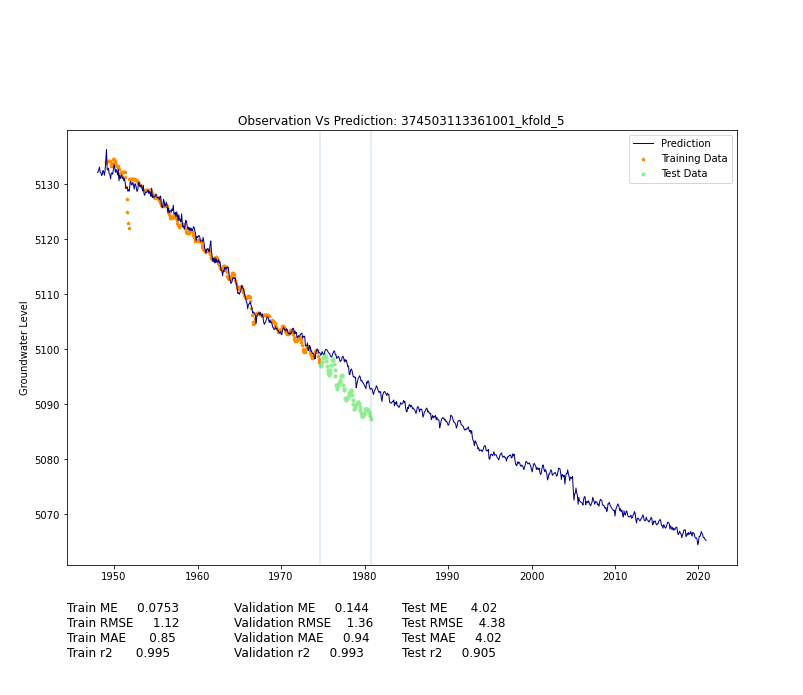 Observation Vs Prediction: 374503113361001_kfold_5
Prediction
Training Data
Test Data
Groundwater Level
5130
5120
5110
5100
5090
5080
5070
1950 1960 1970 1980 1990 2000 2010 2020
Train ME 0.0753 Validation ME 0.144 Test ME 4.02
Train RMSE 1.12 Validation RMSE 1.36 Test RMSE 4.38
Train MAE 0.85 Validation MAE 0.94 Test MAE 4.02
Train r2 0.995 Validation r2 0.993 Test r2 0.905